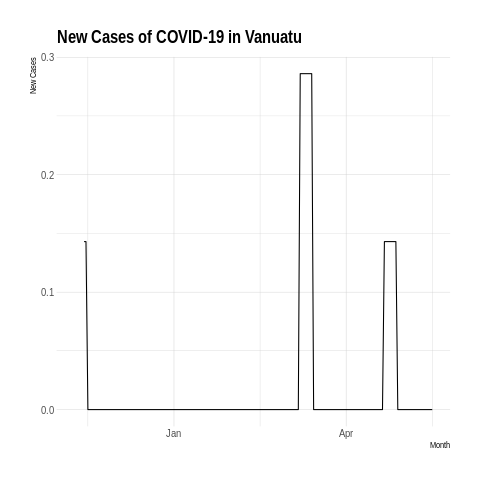 New Cases of COVID-19 in Vanuatu
New Cases
0.3
0.2
0.1
0.0
Jan
Apr
Month